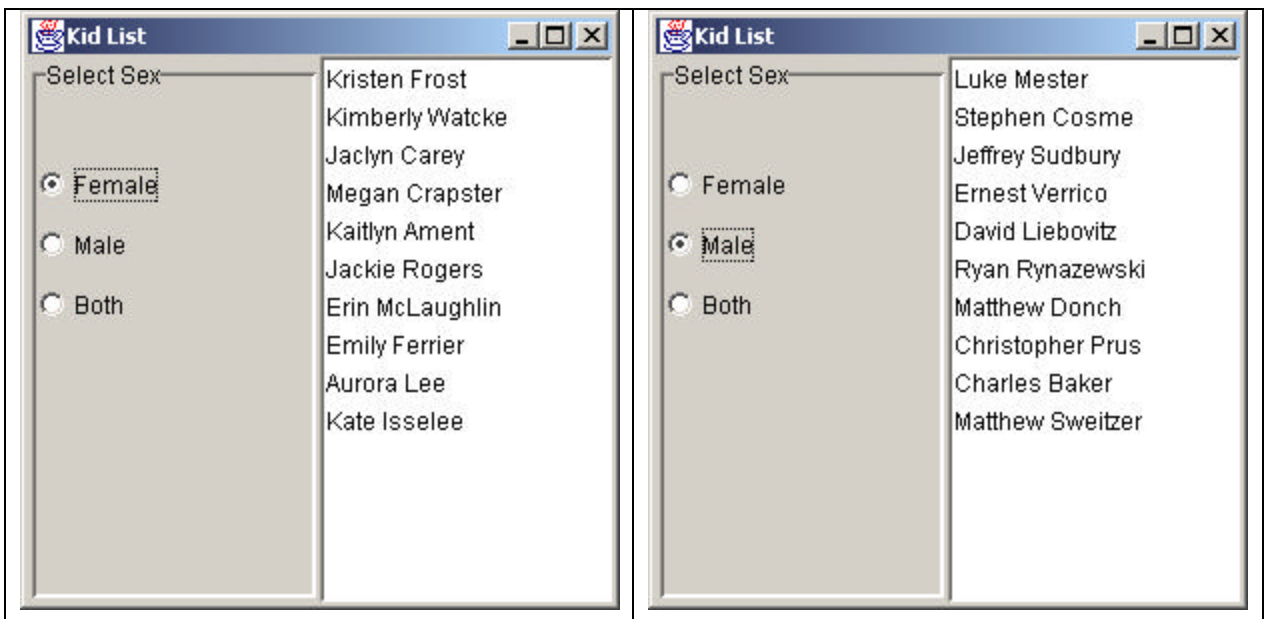 Kid List
Select Sex
Female
Male
Both
Kristen Frost
Kimberly Watcke
Jaclyn Carey
Megan Crapster
Kaitlyn Ament
Jackie Rogers
Erin McLaughlin
Emily Ferrier
Aurora Lee
Kate Isselee
Kid List
Select Sex
Female
Male
Both
Luke Mester
Stephen Cosme
Jeffrey Sudbury
Ernest Verrico
David Liebovitz
Ryan Rynazewski
Matthew Donch
Christopher Prus
Charles Baker
Matthew Sweitzer